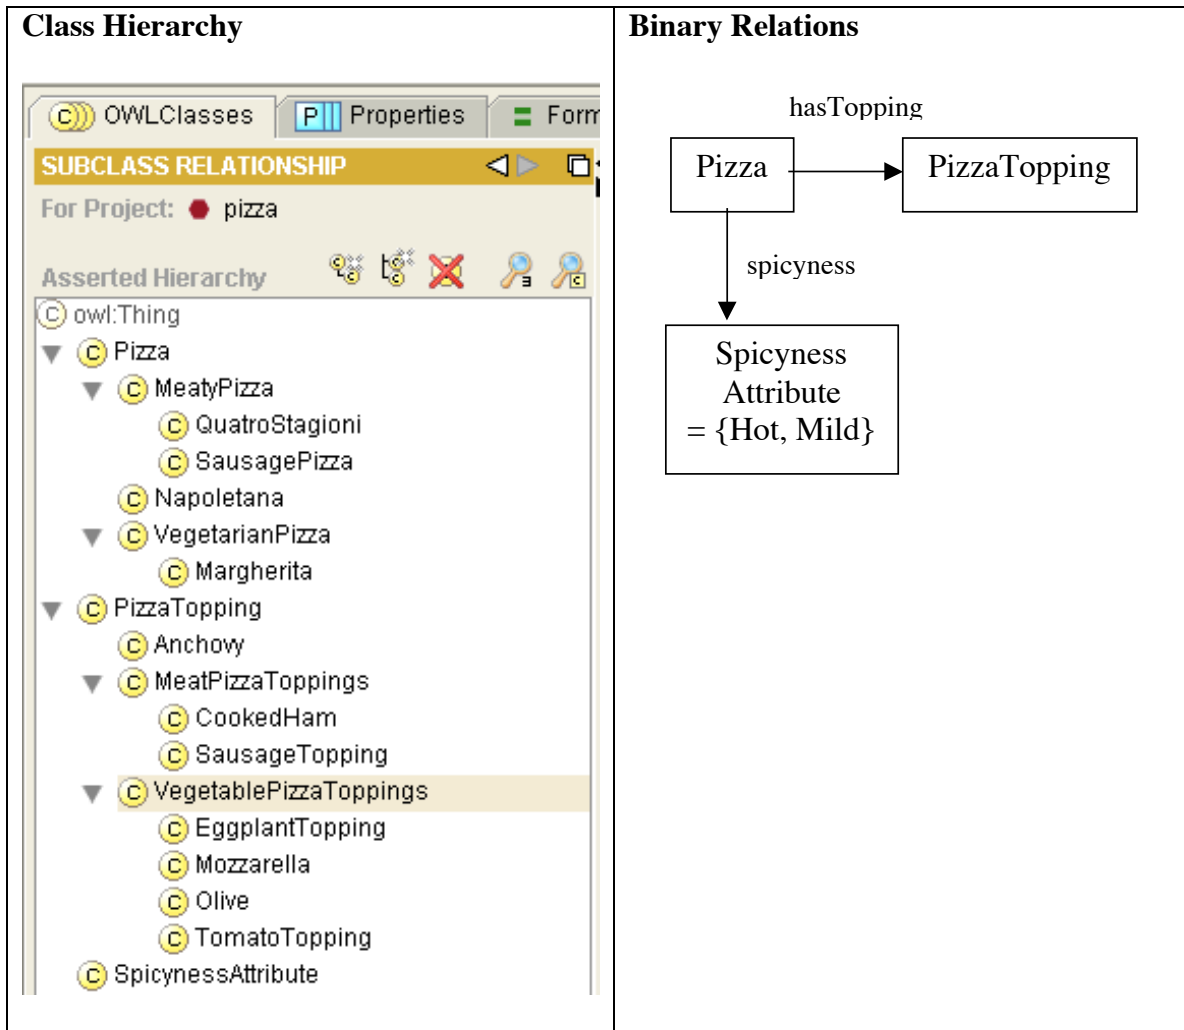 Class Hierarchy
OWLClasses Properties Form
SUBCLASS RELATIONSHIP
For Project: pizza
Asserted Hierarchy
owl:Thing
Pizza
MeatyPizza
QuatroStagioni
SausagePizza
Napoletana
VegetarianPizza
Margherita
PizzaTopping
Anchovy
MeatPizzaToppings
CookedHam
SausageTopping
VegetablePizzaToppings
EggplantTopping
Mozzarella
Olive
TomatoTopping
SpicynessAttribute
Binary Relations
hasTopping
Pizza
PizzaTopping
spicyness
Spicyness
Attribute
= {Hot, Mild}